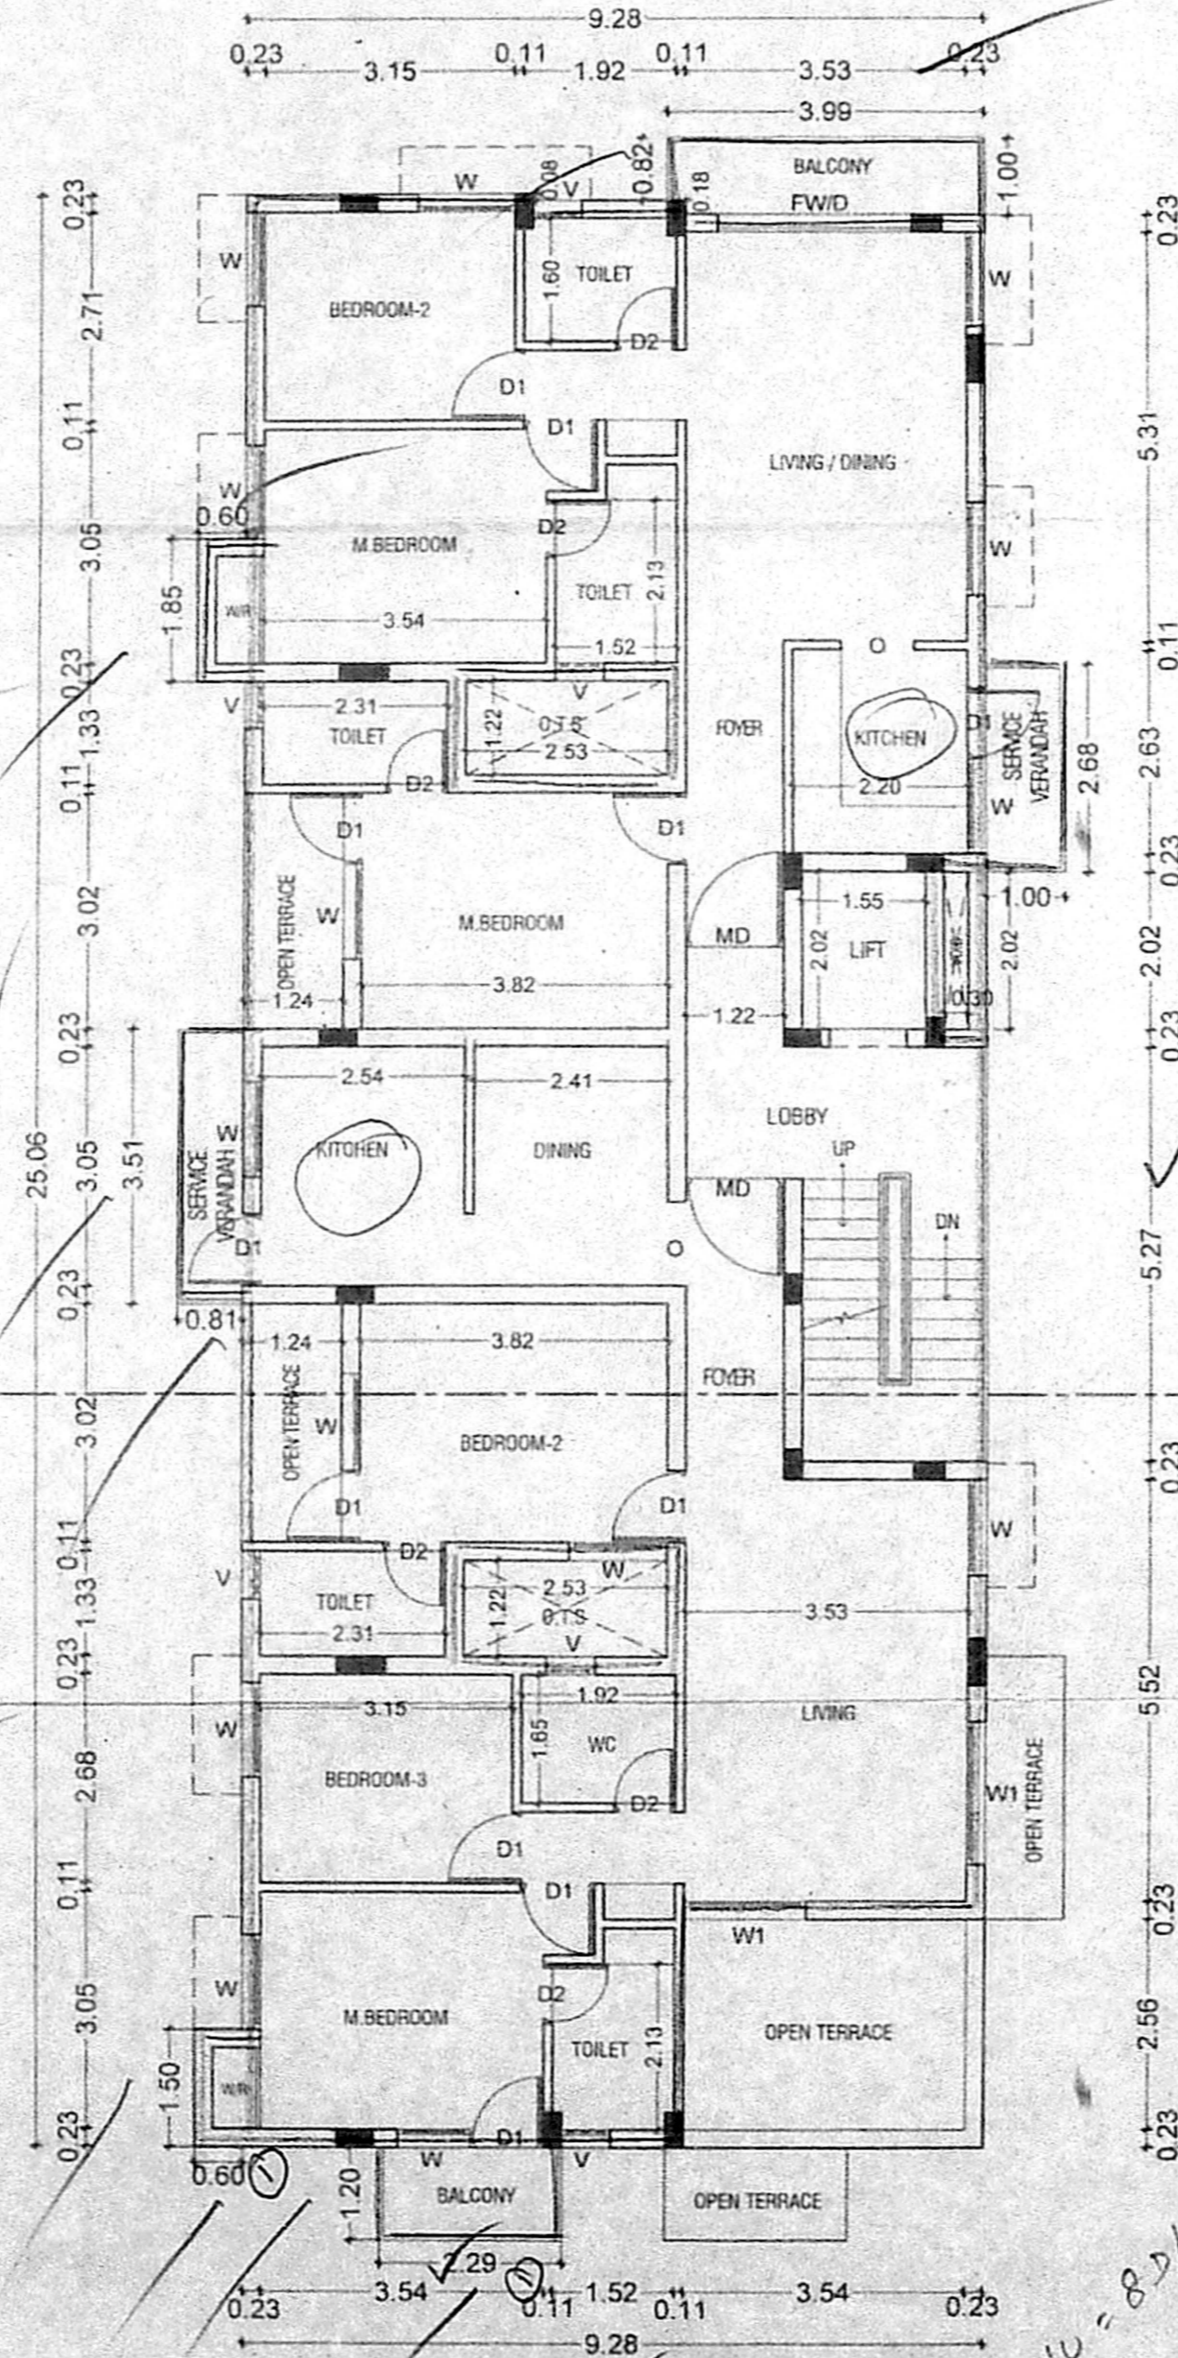 9.28
0.23 0.11 0.11 0.23
3.15 1.92 3.53
3.99
BALCONY
1.00
0.82
0.08
0.18
W V FW/D
0.23 0.23
W TOILET W
1.60
BEDROOM-2
2.71
D2
D1
0.11 D1
LIVING / DINING
5.31
W
0.60 D2 W
3.05 M.BEDROOM
1.85 W/R TOILET 2.13
3.54
1.52
O 0.11
0.23 V
V 2.31 O.T.S
1.33 TOILET 1.22 2.53 FOYER KITCHEN D1 SERVICE VERANDAH 2.68 2.63
0.11 D2 2.20 W
D1 D1
0.23
OPEN TERRACE W M.BEDROOM 1.55 1.00
3.02 MD 2.02 LIFT 2.02 2.02
3.82
1.24 0.30
1.22
0.23 0.23
2.54 2.41
LOBBY
W UP
25.06 3.05 3.51 SERVICE VERANDAH KITCHEN DINING
MD
DN
D1 O
5.27
0.23
0.81 1.24 3.82
FOYER
OPEN TERRACE
3.02 W BEDROOM-2
0.23
D1 D1
W
0.11 D2
V W
1.33 TOILET 1.22 2.53 3.53
2.31 O.T.S
V
0.23
3.15 1.92
W 1.65 WC LIVING 5.52
BEDROOM-3
2.68 D2 W1 OPEN TERRACE
D1
0.11 D1
0.23
W1
W D2
3.05 M.BEDROOM
TOILET 2.13 OPEN TERRACE 2.56
1.50 W/R
0.23 D1 0.23
W V
0.60 1
1.20 BALCONY OPEN TERRACE
2.29
3.54 1.52 3.54
0.23 0.11 0.11 0.23
9.28